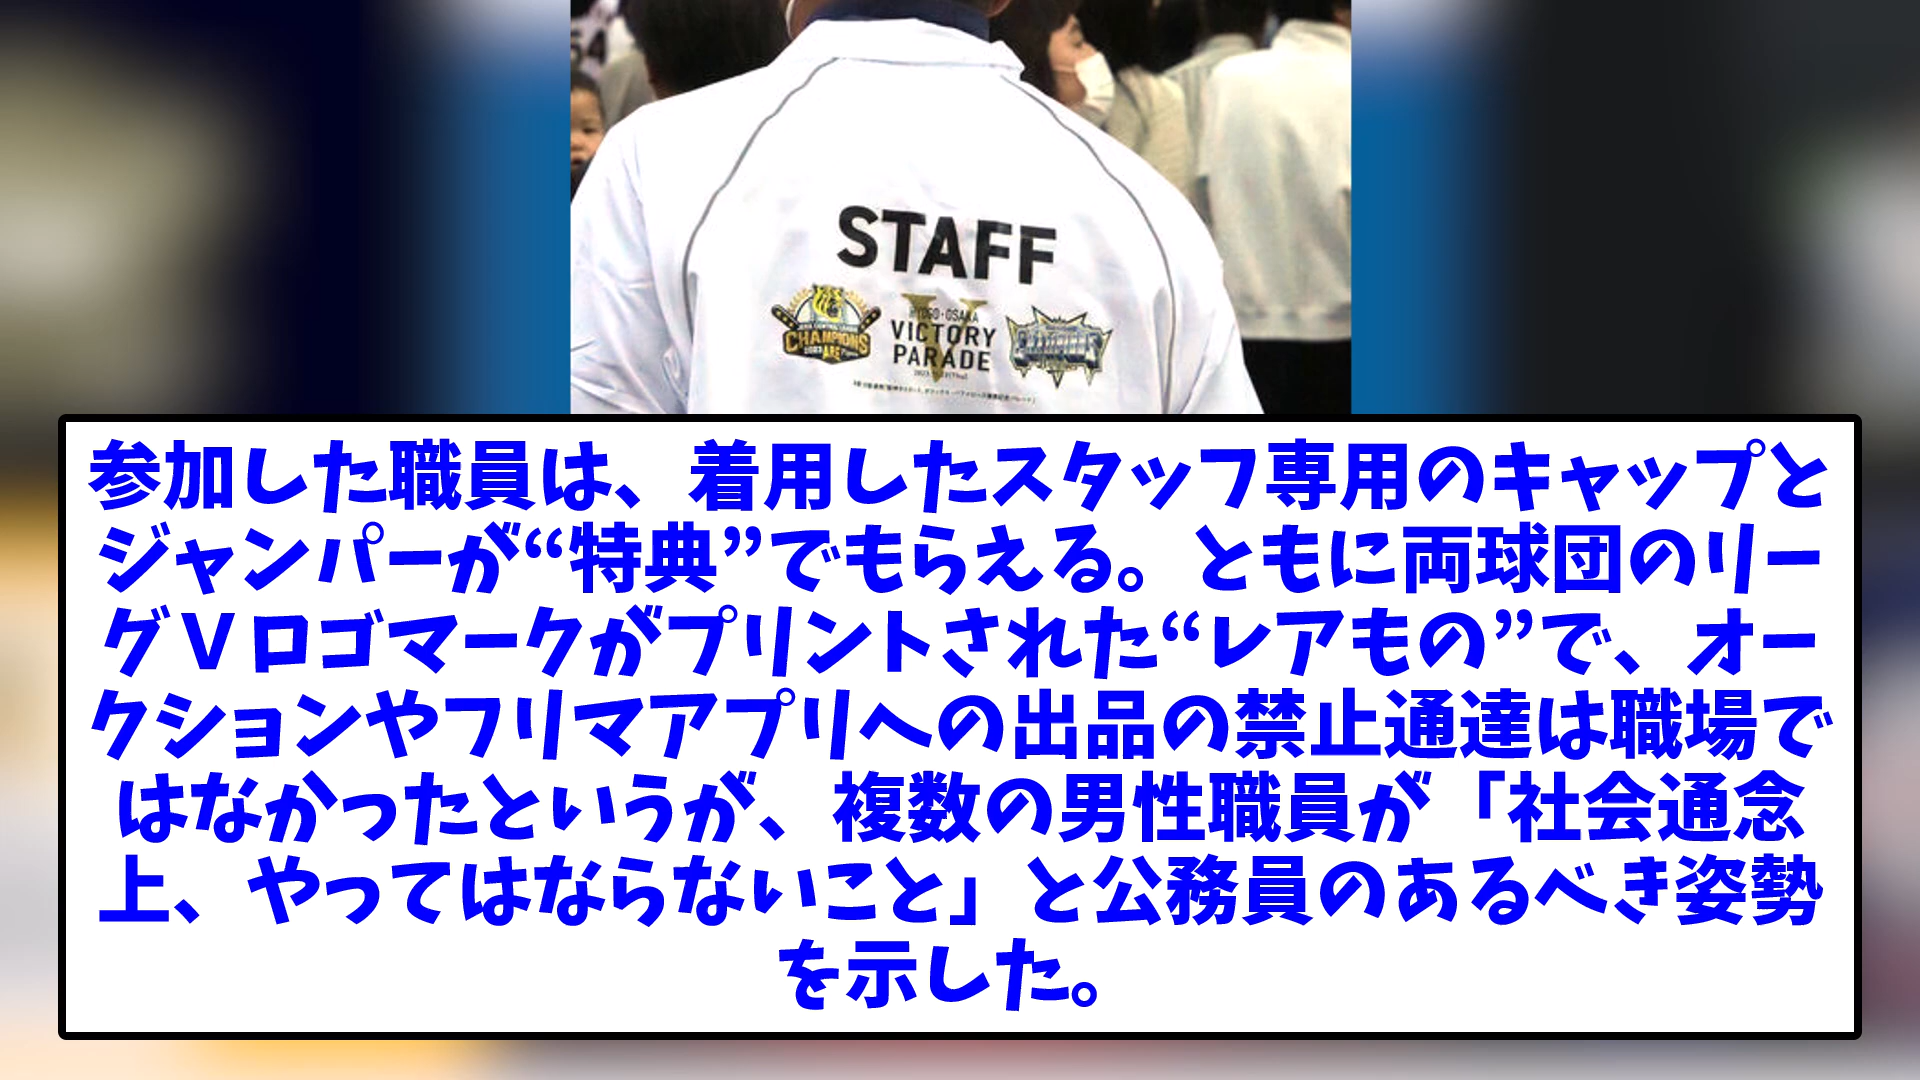 STAFF
CHAMPIONS
HYOGO・OSAKA
VICTORY
PARADE
参加した職員は、着用したスタッフ専用のキャップと
ジャンパーが“特典”でもらえる。ともに両球団のリー
グＶロゴマークがプリントされた“レアもの”で、オー
クションやフリマアプリへの出品の禁止通達は職場で
はなかったというが、複数の男性職員が「社会通念
上、やってはならないこと」と公務員のあるべき姿勢
を示した。